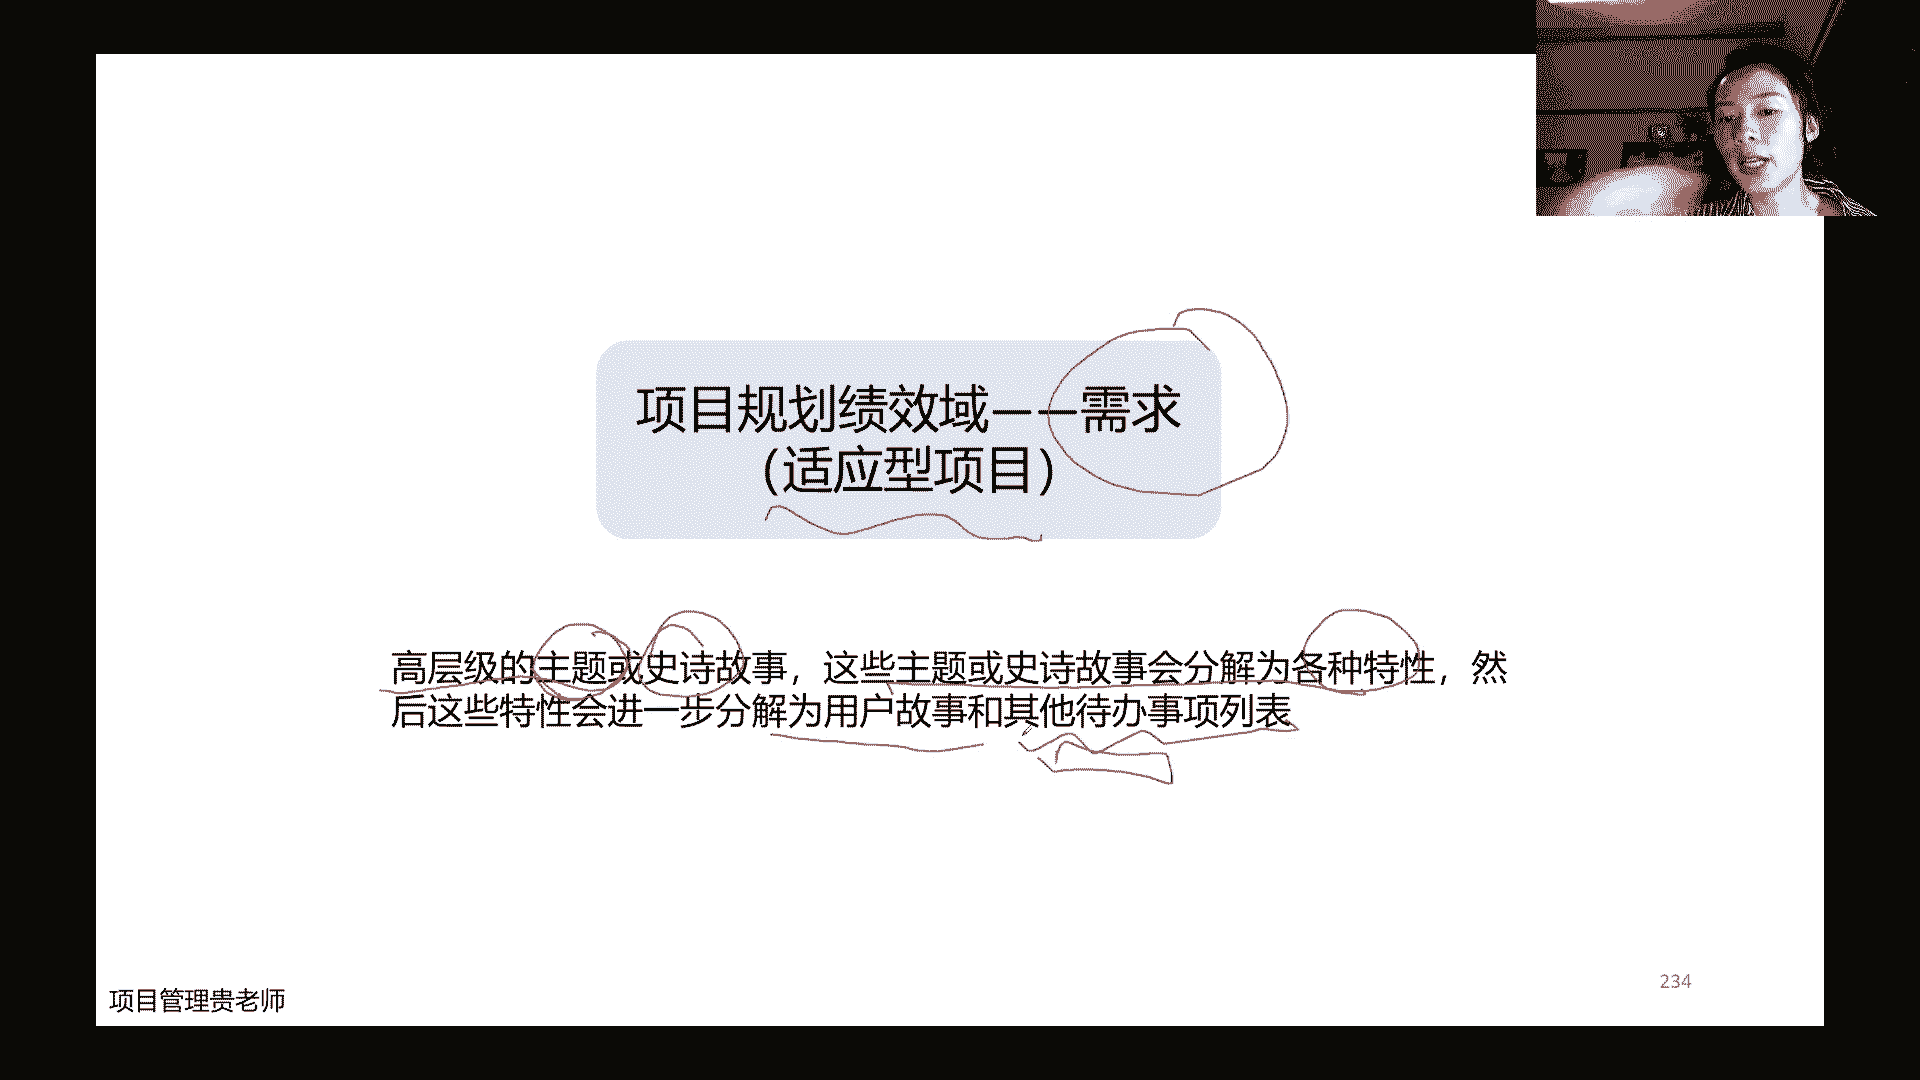 项目规划绩效域——需求
（适应型项目）
高层级的主题或史诗故事，这些主题或史诗故事会分解为各种特性，然
后这些特性会进一步分解为用户故事和其他待办事项列表
项目管理贵老师
234